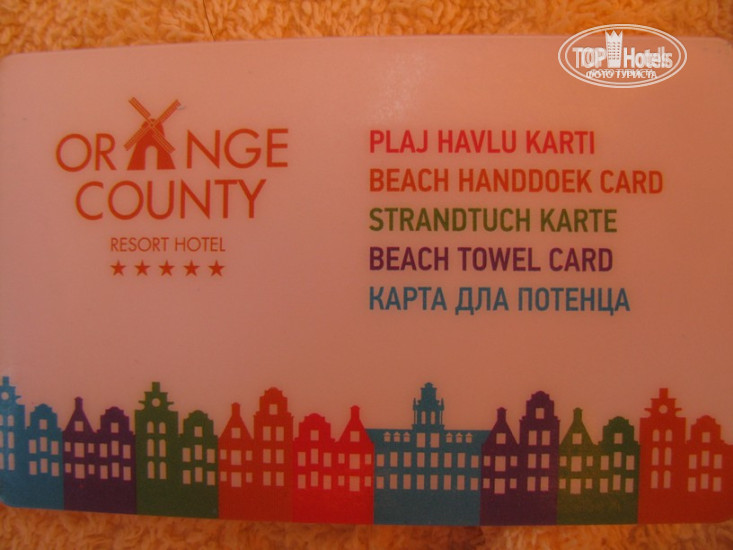 TOP Hotels
ФОТО ТУРИСТА
ORANGE
COUNTY
RESORT HOTEL
PLAJ HAVLU KARTI
BEACH HANDDOEK CARD
STRANDTUCH KARTE
BEACH TOWEL CARD
КАРТА ДЛА ПОТЕНЦА